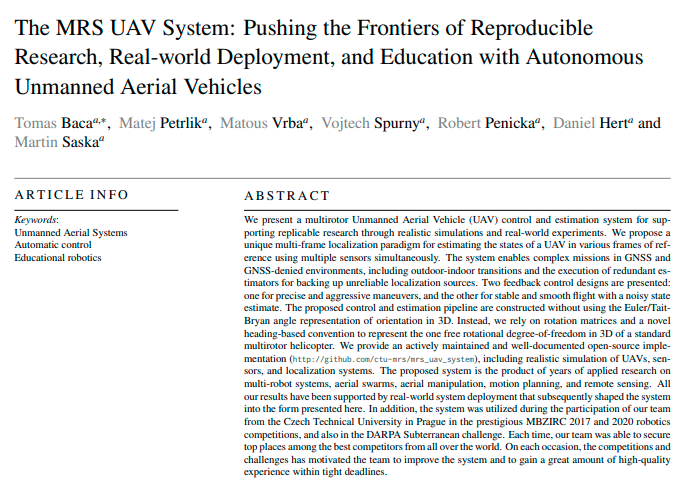 The MRS UAV System: Pushing the Frontiers of Reproducible
Research, Real-world Deployment, and Education with Autonomous
Unmanned Aerial Vehicles
Tomas Baca^a,*, Matej Petrlik^a, Matous Vrba^a, Vojtech Spurny^a, Robert Penicka^a, Daniel Hert^a and
Martin Saska^a
ARTICLE INFO
Keywords:
Unmanned Aerial Systems
Automatic control
Educational robotics
ABSTRACT
We present a multirotor Unmanned Aerial Vehicle (UAV) control and estimation system for sup-
porting replicable research through realistic simulations and real-world experiments. We propose a
unique multi-frame localization paradigm for estimating the states of a UAV in various frames of ref-
erence using multiple sensors simultaneously. The system enables complex missions in GNSS and
GNSS-denied environments, including outdoor-indoor transitions and the execution of redundant es-
timators for backing up unreliable localization sources. Two feedback control designs are presented:
one for precise and aggressive maneuvers, and the other for stable and smooth flight with a noisy state
estimate. The proposed control and estimation pipeline are constructed without using the Euler/Tait-
Bryan angle representation of orientation in 3D. Instead, we rely on rotation matrices and a novel
heading-based convention to represent the one free rotational degree-of-freedom in 3D of a standard
multirotor helicopter. We provide an actively maintained and well-documented open-source imple-
mentation (http://github.com/ctu-mrs/mrs_uav_system), including realistic simulation of UAVs, sen-
sors, and localization systems. The proposed system is the product of years of applied research on
multi-robot systems, aerial swarms, aerial manipulation, motion planning, and remote sensing. All
our results have been supported by real-world system deployment that subsequently shaped the system
into the form presented here. In addition, the system was utilized during the participation of our team
from the Czech Technical University in Prague in the prestigious MBZIRC 2017 and 2020 robotics
competitions, and also in the DARPA Subterranean challenge. Each time, our team was able to secure
top places among the best competitors from all over the world. On each occasion, the competitions and
challenges has motivated the team to improve the system and to gain a great amount of high-quality
experience within tight deadlines.